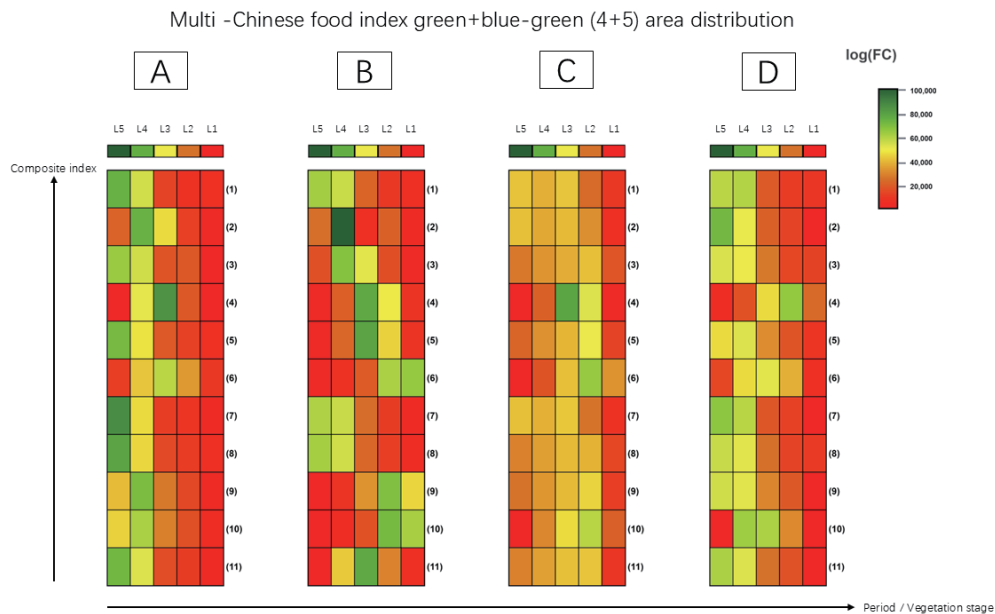 Multi -Chinese food index green+blue-green (4+5) area distribution
log(FC)
A
B
C
D
100,000
80,000
60,000
40,000
20,000
L5 L4 L3 L2 L1
L5 L4 L3 L2 L1
L5 L4 L3 L2 L1
L5 L4 L3 L2 L1
Composite index
(1) (1) (1) (1)
(2) (2) (2) (2)
(3) (3) (3) (3)
(4) (4) (4) (4)
(5) (5) (5) (5)
(6) (6) (6) (6)
(7) (7) (7) (7)
(8) (8) (8) (8)
(9) (9) (9) (9)
(10) (10) (10) (10)
(11) (11) (11) (11)
Period / Vegetation stage